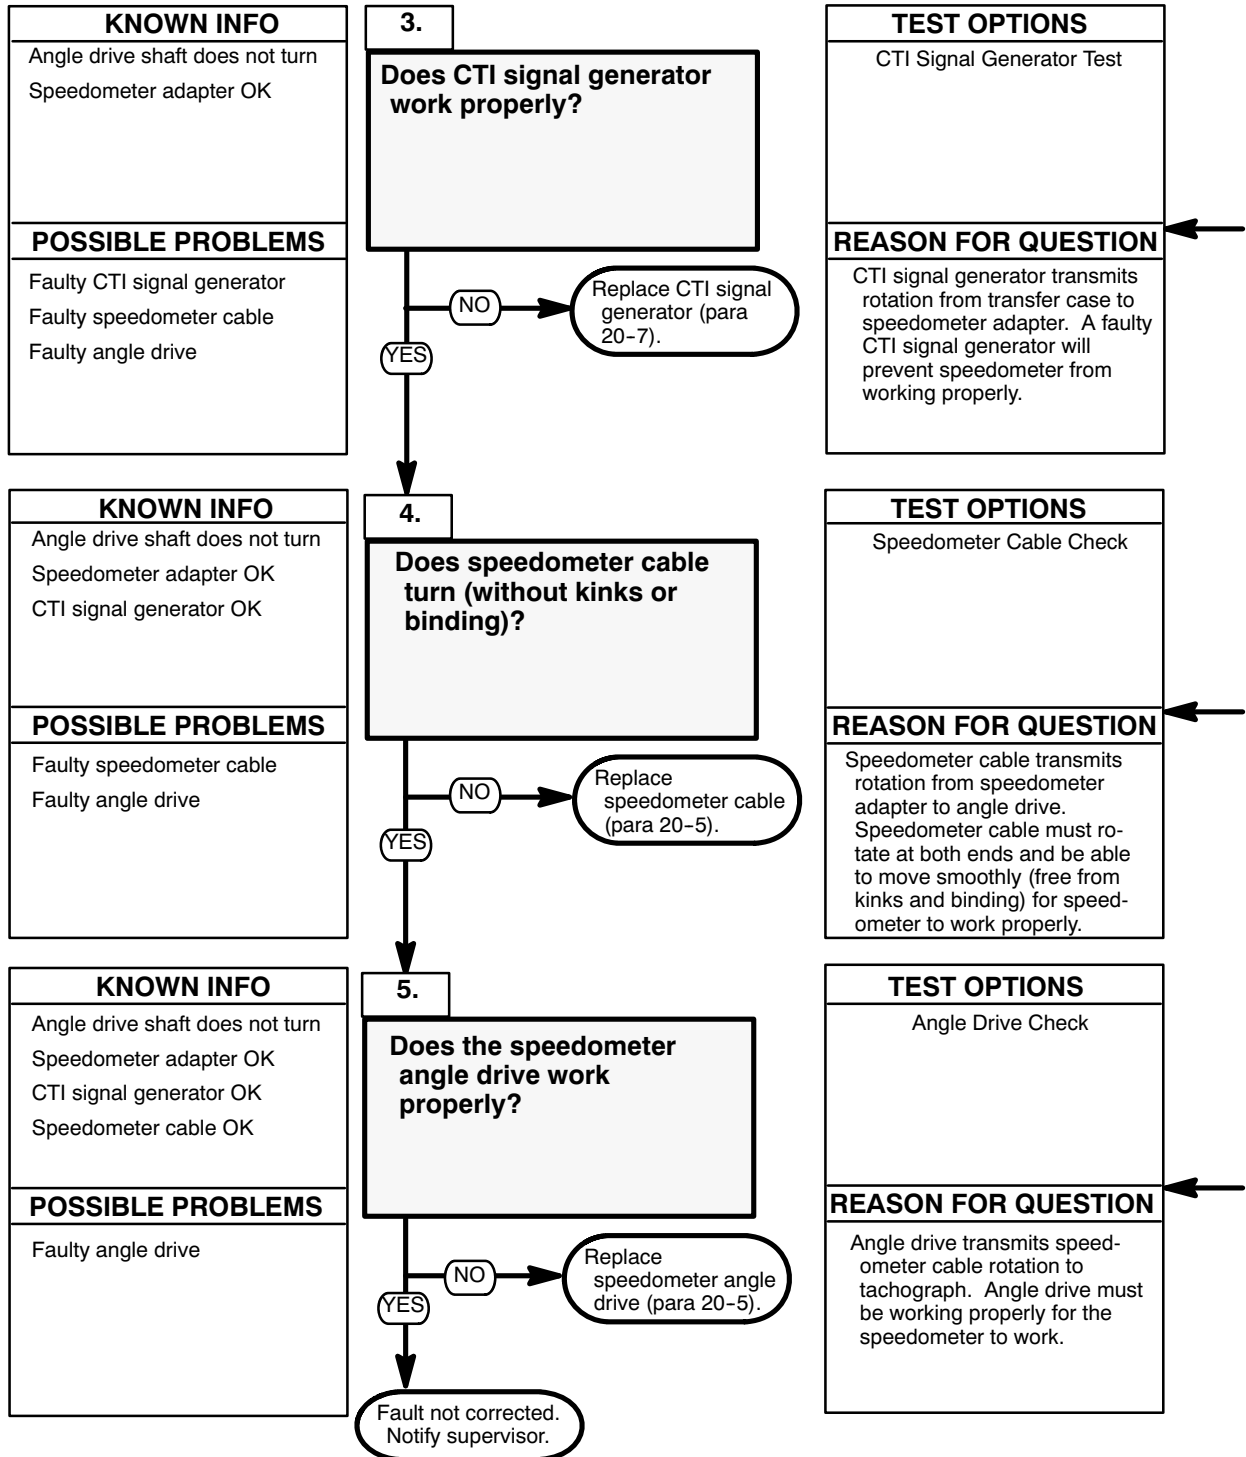 KNOWN INFO
Angle drive shaft does not turn
Speedometer adapter OK
POSSIBLE PROBLEMS
Faulty CTI signal generator
Faulty speedometer cable
Faulty angle drive
3.
Does CTI signal generator
work properly?
NO
Replace CTI signal
generator (para
20-7).
YES
TEST OPTIONS
CTI Signal Generator Test
REASON FOR QUESTION
CTI signal generator transmits
rotation from transfer case to
speedometer adapter. A faulty
CTI signal generator will
prevent speedometer from
working properly.
KNOWN INFO
Angle drive shaft does not turn
Speedometer adapter OK
CTI signal generator OK
POSSIBLE PROBLEMS
Faulty speedometer cable
Faulty angle drive
4.
Does speedometer cable
turn (without kinks or
binding)?
NO
Replace
speedometer cable
(para 20-5).
YES
TEST OPTIONS
Speedometer Cable Check
REASON FOR QUESTION
Speedometer cable transmits
rotation from speedometer
adapter to angle drive.
Speedometer cable must ro-
tate at both ends and be able
to move smoothly (free from
kinks and binding) for speed-
ometer to work properly.
KNOWN INFO
Angle drive shaft does not turn
Speedometer adapter OK
CTI signal generator OK
Speedometer cable OK
POSSIBLE PROBLEMS
Faulty angle drive
5.
Does the speedometer
angle drive work
properly?
NO
Replace
speedometer angle
drive (para 20-5).
YES
Fault not corrected.
Notify supervisor.
TEST OPTIONS
Angle Drive Check
REASON FOR QUESTION
Angle drive transmits speed-
ometer cable rotation to
tachograph. Angle drive must
be working properly for the
speedometer to work.